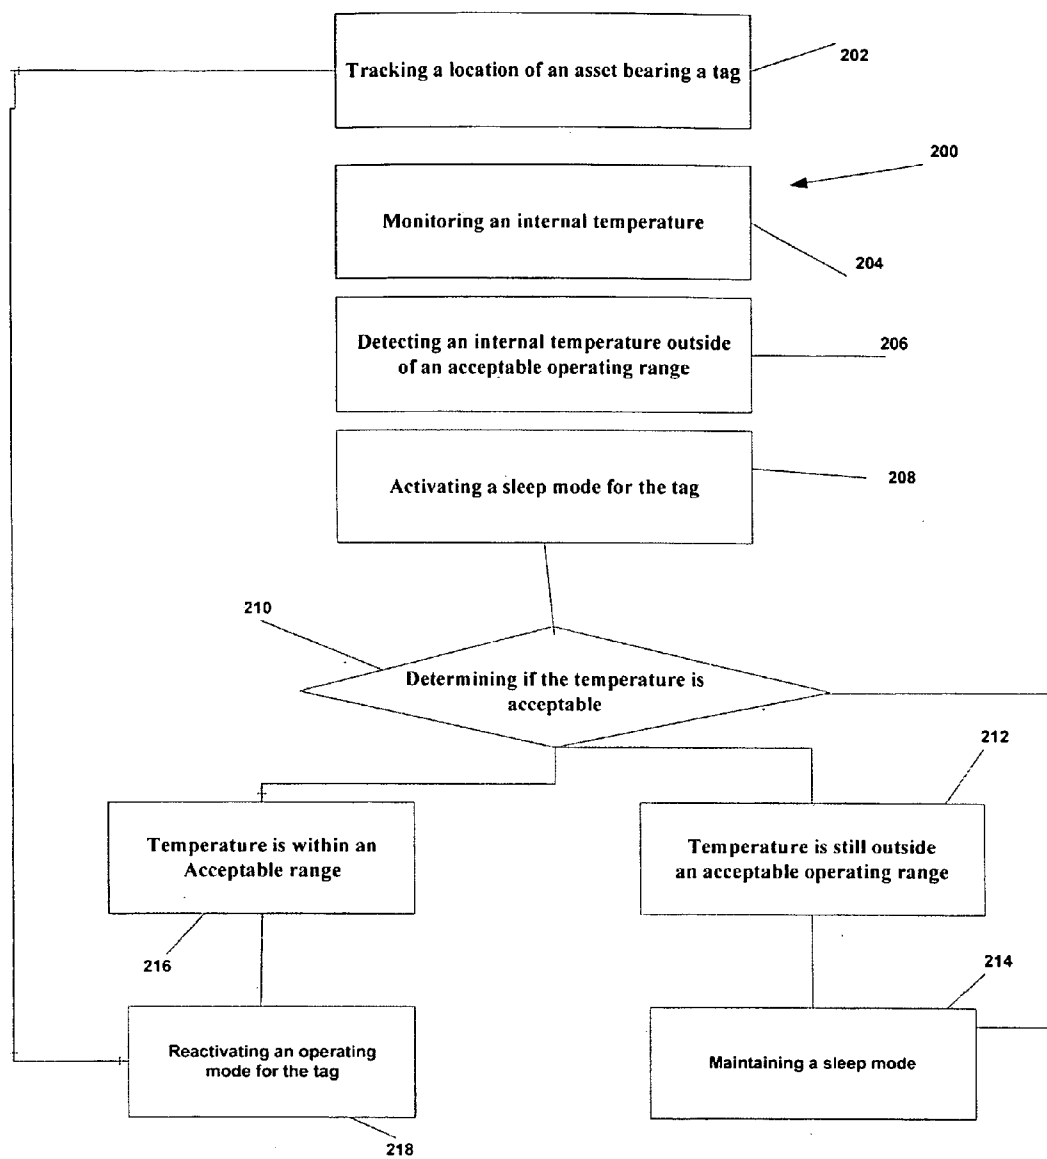 Tracking a location of an asset bearing a tag
202
200
Monitoring an internal temperature
204
Detecting an internal temperature outside
of an acceptable operating range
206
Activating a sleep mode for the tag
208
210
Determining if the temperature is
acceptable
212
Temperature is within an
Acceptable range
Temperature is still outside
an acceptable operating range
216
214
Reactivating an operating
mode for the tag
Maintaining a sleep mode
218